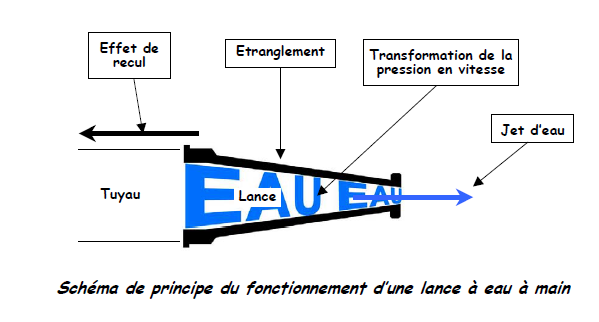 Effet de
recul
Etranglement
Transformation de la
pression en vitesse
Jet d'eau
Tuyau
EAU
Lance
EAU
Schéma de principe du fonctionnement d'une lance à eau à main